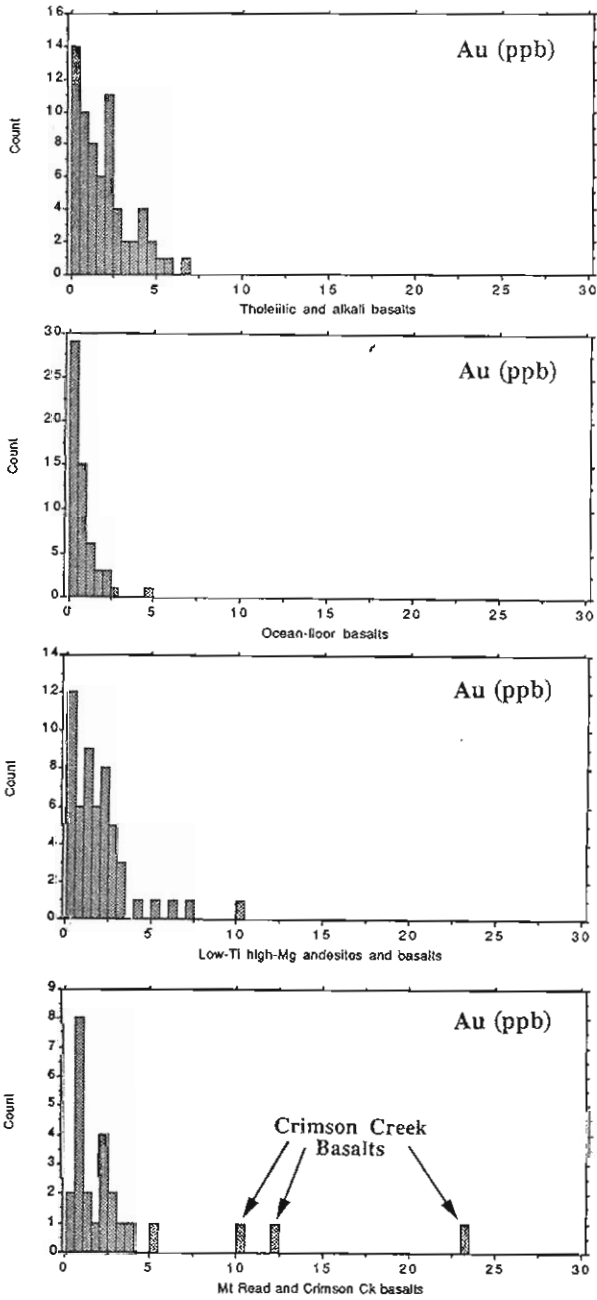 Au (ppb)
Count
16
14
12
10
8
6
4
2
0
0 5 10 15 20 25 30
Tholeiitic and alkali basalts
Au (ppb)
Count
30
25
20
15
10
5
0
0 5 10 15 20 25 30
Ocean-floor basalts
Au (ppb)
Count
14
12
10
8
6
4
2
0
0 5 10 15 20 25 30
Low-Ti high-Mg andesites and basalts
Au (ppb)
Count
9
8
7
6
5
4
3
2
1
0
Crimson Creek
Basalts
0 5 10 15 20 25 30
Mt Read and Crimson Ck basalts